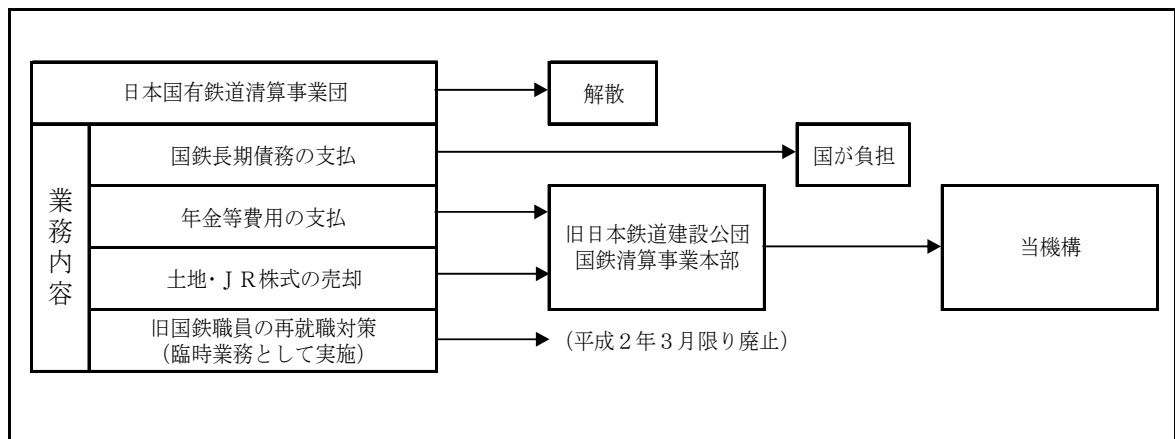 日本国有鉄道清算事業団
解散
国鉄長期債務の支払
国が負担
業務内容
年金等費用の支払
旧日本鉄道建設公団
国鉄清算事業本部
当機構
土地・ＪＲ株式の売却
旧国鉄職員の再就職対策
（臨時業務として実施）
（平成２年３月限り廃止）